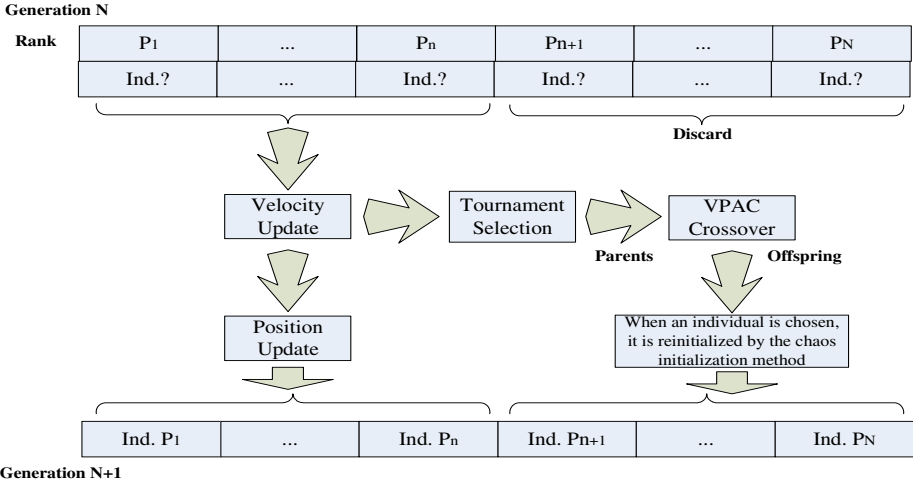 Generation N
Rank P1 ... Pn Pn+1 ... PN
Ind.? ... Ind.? Ind.? ... Ind.?
Discard
Velocity
Update
Tournament
Selection
VPAC
Crossover
Parents
Offspring
Position
Update
When an individual is chosen,
it is reinitialized by the chaos
initialization method
Ind. P1 ... Ind. Pn Ind. Pn+1 ... Ind. PN
Generation N+1